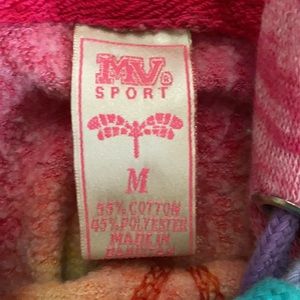 MV®
SPORT
M
55% COTTON
45% POLYESTER
MADE IN